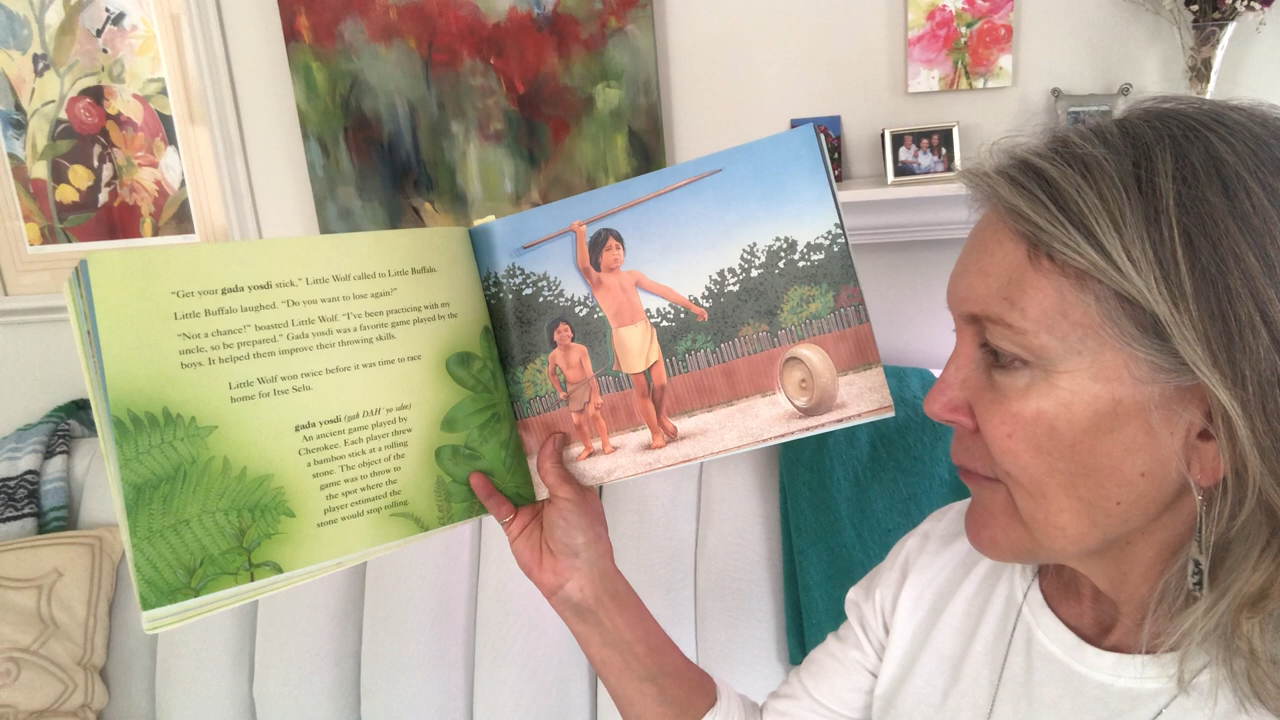 "Get your gada yosdi stick," Little Wolf called to Little Buffalo.
Little Buffalo laughed. "Do you want to lose again?"
"Not a chance!" boasted Little Wolf. "I've been practicing with my
uncle, so be prepared." Gada yosdi was a favorite game played by the
boys. It helped them improve their throwing skills.
Little Wolf won twice before it was time to race
home for Itse Selu.
gada yosdi (gah DAH' yo sdee)
An ancient game played by
Cherokee. Each player threw
a bamboo stick at a rolling
stone. The object of the
game was to throw to
the spot where the
player estimated the
stone would stop rolling.